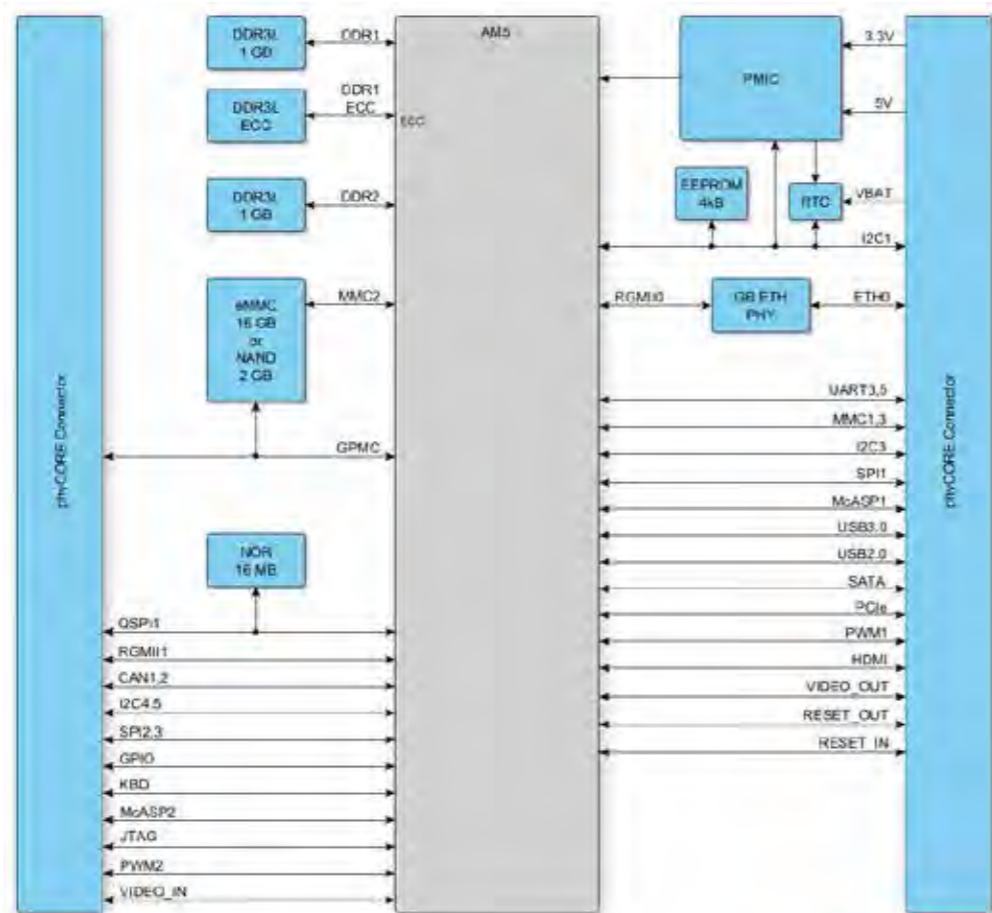 phyCORE Connector
DDR3L
1 GB
DDR1
DDR3L
ECC
DDR1
ECC
ECC
DDR3L
1 GB
DDR2
eMMC
16 GB
or
NAND
2 GB
MMC2
GPMC
NOR
16 MB
QSPI1
RGMII1
CAN1,2
I2C4,5
SPI2,3
GPIO
KBD
McASP2
JTAG
PWM2
VIDEO_IN
AM5
PMIC
3.3V
5V
EEPROM
4kB
RTC
VBAT
I2C1
RGMII0
GB ETH
PHY
ETH0
UART3,5
MMC1,3
I2C3
SPI1
McASP1
USB3.0
USB2.0
SATA
PCIe
PWM1
HDMI
VIDEO_OUT
RESET_OUT
RESET_IN
phyCORE Connector